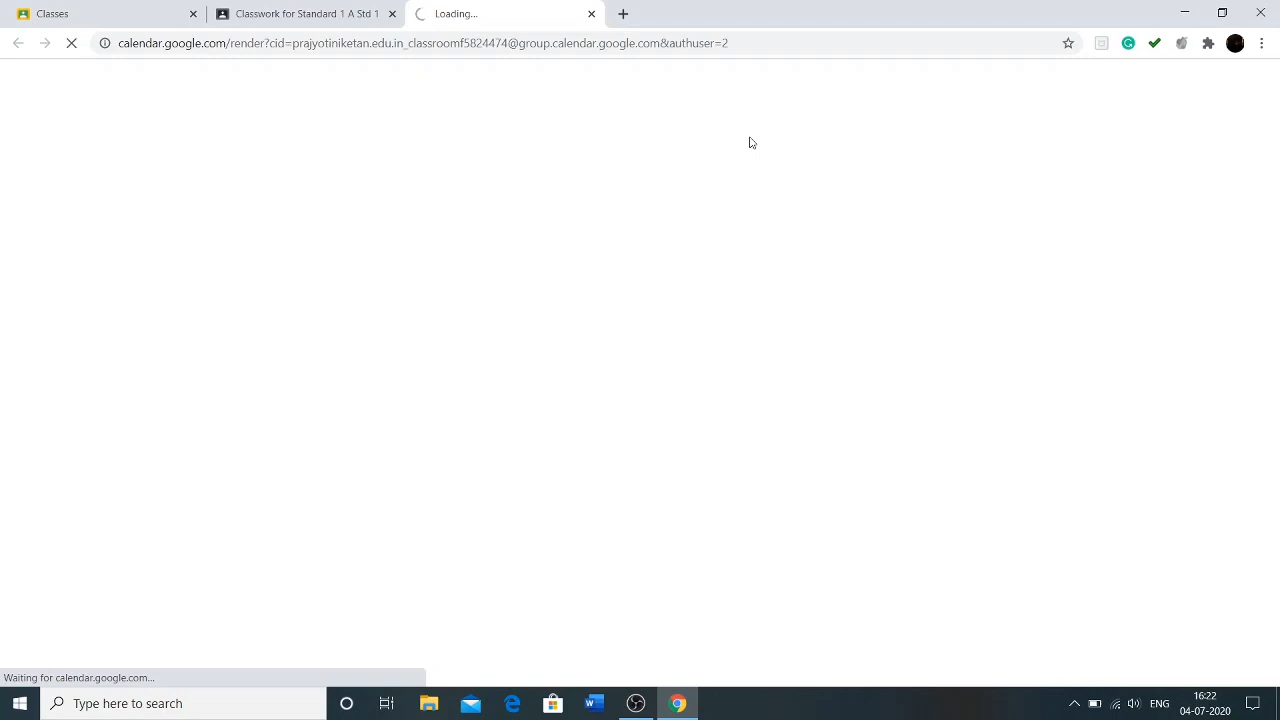 Classes
Classwork for Standard 1 A Std 1
Loading...
calendar.google.com/render?cid=prajyotiniketan.edu.in_classroomf5824474@group.calendar.google.com&authuser=2
Waiting for calendar.google.com...
Type here to search
ENG
16:22
04-07-2020